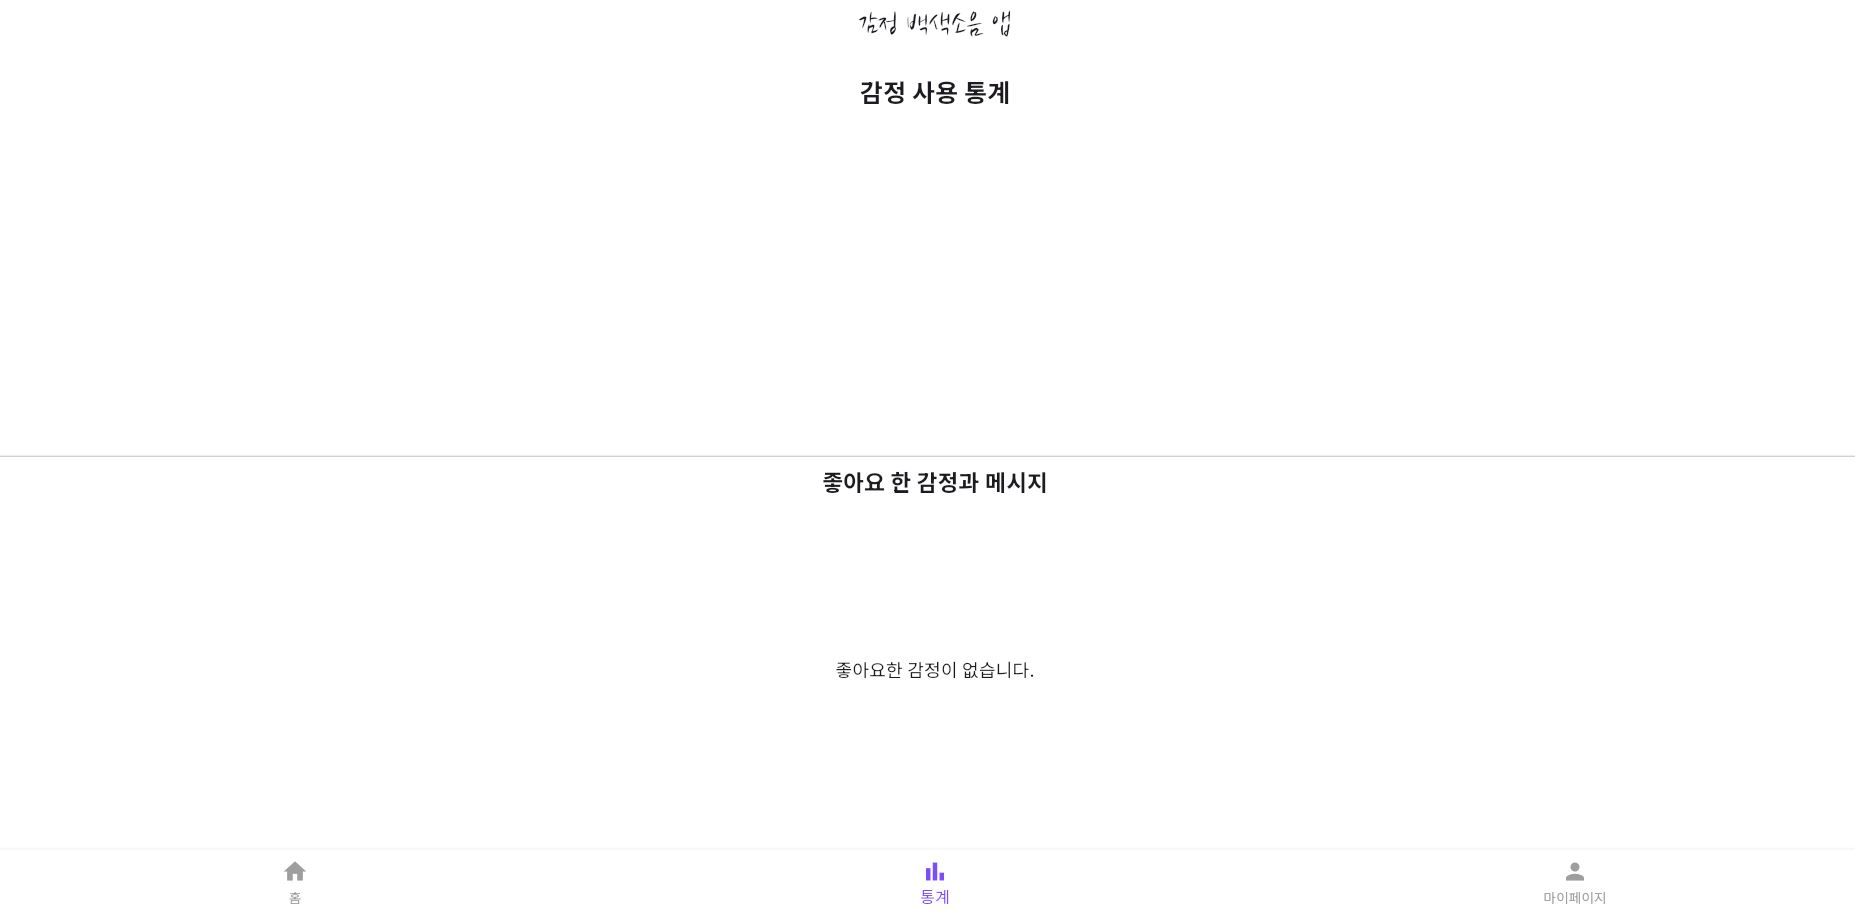 감정 백색소음 앱
감정 사용 통계
좋아요 한 감정과 메시지
좋아요한 감정이 없습니다.
홈
통계
마이페이지